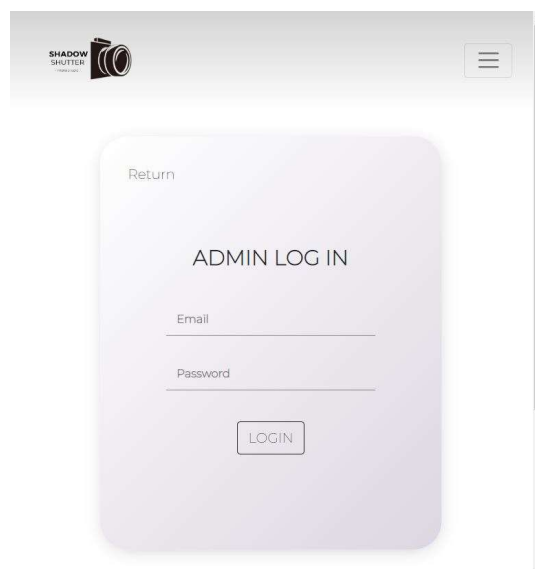 SHADOW
SHUTTER
Return
ADMIN LOG IN
Email
Password
LOGIN